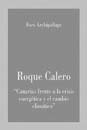 Foro Archipiélago
Roque Calero
"Canarias frente a la crisis
energética y el cambio
climático"